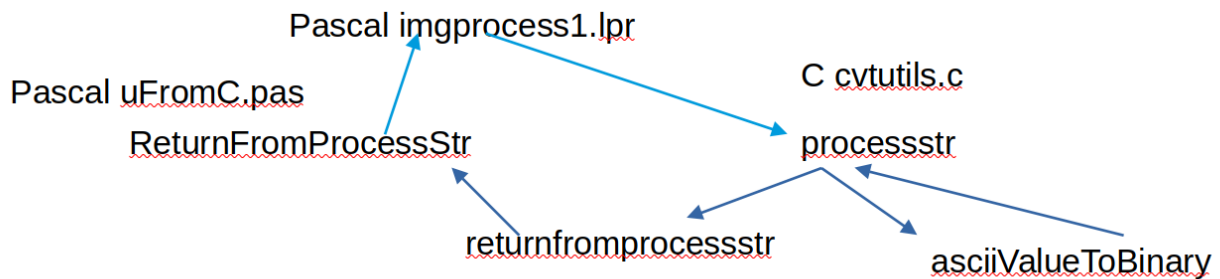 Pascal imgprocess1.lpr
C cvtutils.c
Pascal uFromC.pas
ReturnFromProcessStr
processstr
returnfromprocessstr
asciiValueToBinary